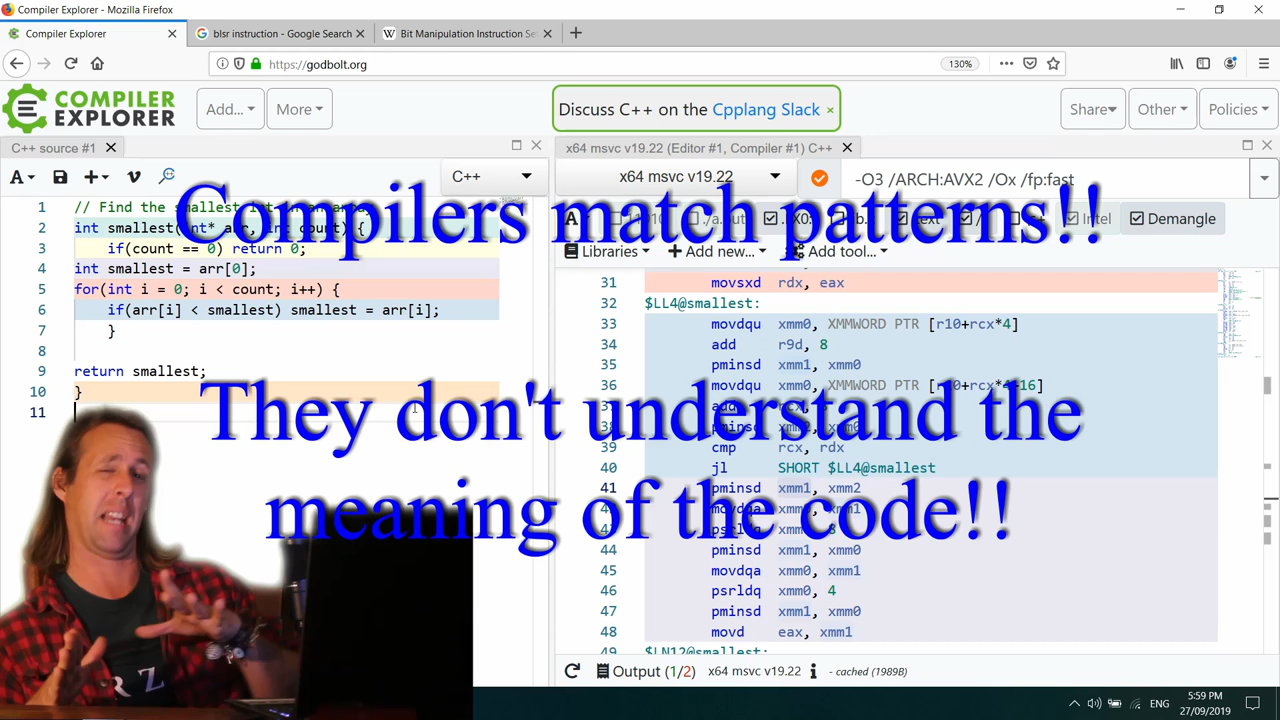 Compiler Explorer - Mozilla Firefox
Compiler Explorer
blsr instruction - Google Search
Bit Manipulation Instruction Se
https://godbolt.org
130%
COMPILER
EXPLORER
Add...
More
Discuss C++ on the Cpplang Slack ×
Share
Other
Policies
C++ source #1
x64 msvc v19.22 (Editor #1, Compiler #1) C++
A
C++
x64 msvc v19.22
-O3 /ARCH:AVX2 /Ox /fp:fast
Compilers match patterns!!
Intel
Demangle
Libraries
Add new...
Add tool...
1 // Find the smallest
2 int smallest(int* arr, int count) {
3 if(count == 0) return 0;
4 int smallest = arr[0];
5 for(int i = 0; i < count; i++) {
6 if(arr[i] < smallest) smallest = arr[i];
7 }
8
9 return smallest;
10 }
11
31 movsxd rdx, eax
32 $LL4@smallest:
33 movdqu xmm0, XMMWORD PTR [r10+rcx*4]
34 add r9d, 8
35 pminsd xmm1, xmm0
36 movdqu xmm0, XMMWORD PTR
39 cmp rcx, rdx
40 jl SHORT $LL4@smallest
41 pminsd xmm1, xmm2
44 pminsd xmm1, xmm0
45 movdqa xmm0, xmm1
46 psrldq xmm0, 4
47 pminsd xmm1, xmm0
48 movd eax, xmm1
49 $LN12@smallest:
They don't understand the
meaning of the code!!
R Z
Output (1/2)
x64 msvc v19.22
- cached (1989B)
ENG
5:59 PM
27/09/2019